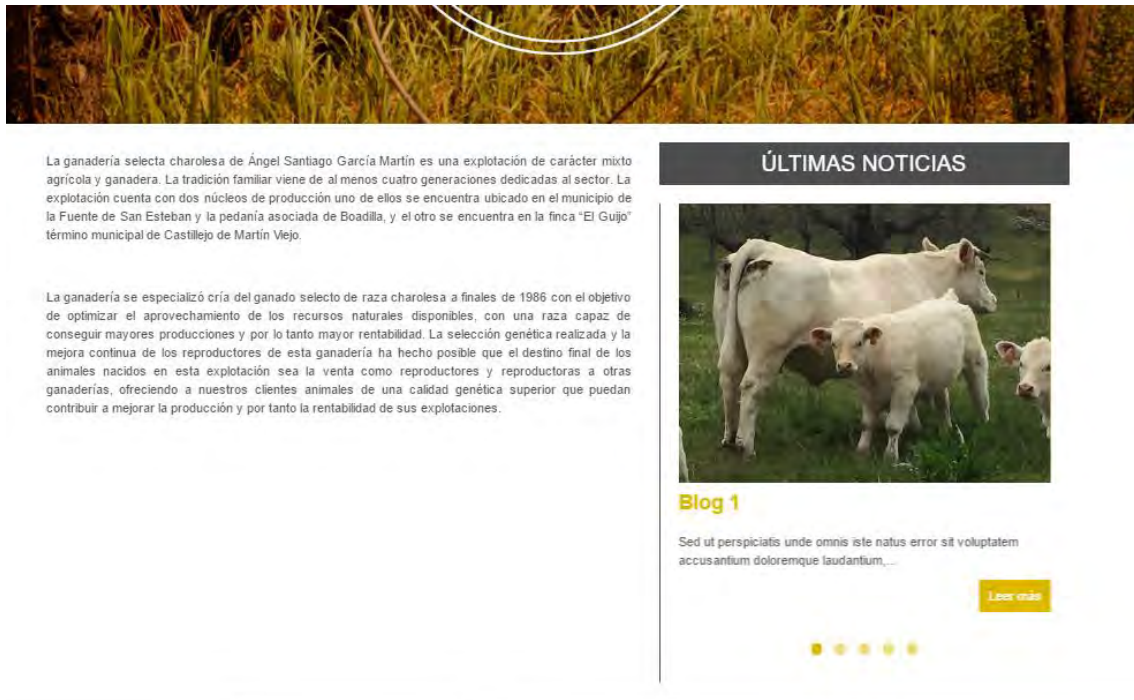 La ganadería selecta charolesa de Ángel Santiago García Martín es una explotación de carácter mixto
agrícola y ganadera. La tradición familiar viene de al menos cuatro generaciones dedicadas al sector. La
explotación cuenta con dos núcleos de producción uno de ellos se encuentra ubicado en el municipio de
la Fuente de San Esteban y la pedanía asociada de Boadilla, y el otro se encuentra en la finca “El Guijo”
término municipal de Castillejo de Martín Viejo.
La ganadería se especializó cría del ganado selecto de raza charolesa a finales de 1986 con el objetivo
de optimizar el aprovechamiento de los recursos naturales disponibles, con una raza capaz de
conseguir mayores producciones y por lo tanto mayor rentabilidad. La selección genética realizada y la
mejora continua de los reproductores de esta ganadería ha hecho posible que el destino final de los
animales nacidos en esta explotación sea la venta como reproductores y reproductoras a otras
ganaderías, ofreciendo a nuestros clientes animales de una calidad genética superior que puedan
contribuir a mejorar la producción y por tanto la rentabilidad de sus explotaciones.
ÚLTIMAS NOTICIAS
Blog 1
Sed ut perspiciatis unde omnis iste natus error sit voluptatem
accusantium doloremque laudantium,...
Leer más